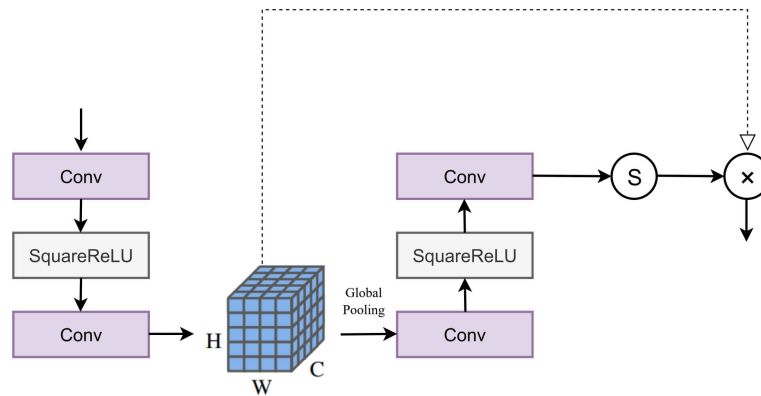 Conv
SquareReLU
Conv
H
W
C
Global
Pooling
Conv
SquareReLU
Conv
S
×